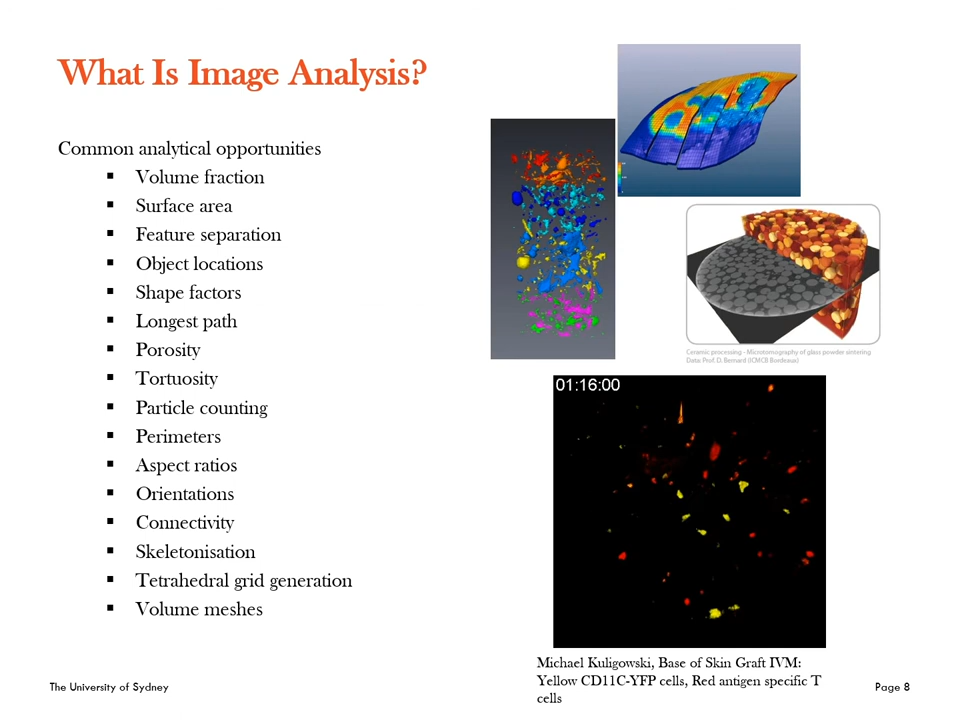 What Is Image Analysis?
Common analytical opportunities
▪ Volume fraction
▪ Surface area
▪ Feature separation
▪ Object locations
▪ Shape factors
▪ Longest path
▪ Porosity
▪ Tortuosity
▪ Particle counting
▪ Perimeters
▪ Aspect ratios
▪ Orientations
▪ Connectivity
▪ Skeletonisation
▪ Tetrahedral grid generation
▪ Volume meshes
Ceramic processing - Microtomography of glass powder sintering
Data: Prof. D. Bernard (ICMCB Bordeaux)
01:16:00
Michael Kuligowski, Base of Skin Graft IVM:
Yellow CD11C-YFP cells, Red antigen specific T
cells
The University of Sydney
Page 8